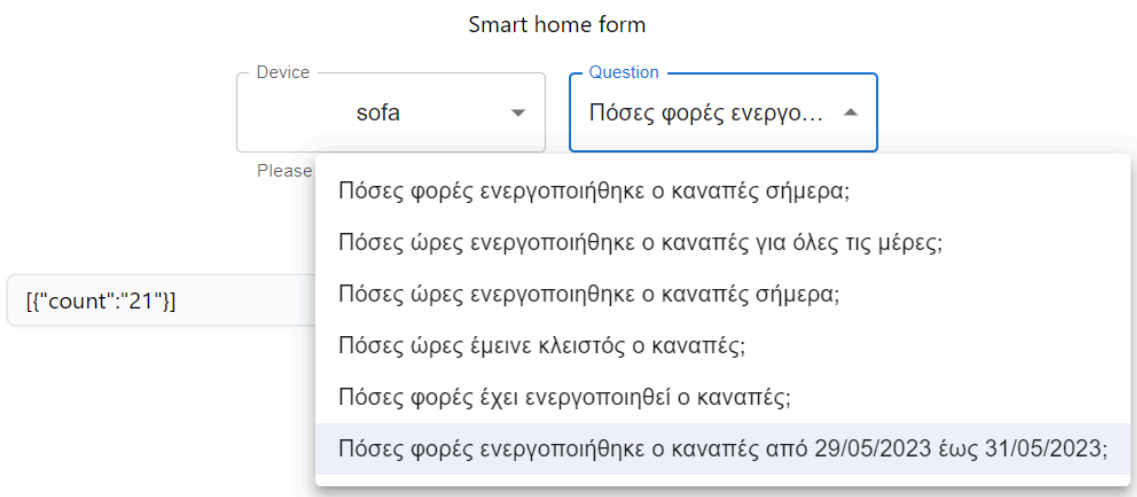 Smart home form
Device
Question
sofa
Πόσες φορές ενεργο...
Please
Πόσες φορές ενεργοποιήθηκε ο καναπές σήμερα;
Πόσες ώρες ενεργοποιήθηκε ο καναπές για όλες τις μέρες;
[{"count":"21"}]
Πόσες ώρες ενεργοποιηθηκε ο καναπές σήμερα;
Πόσες ώρες έμεινε κλειστός ο καναπές;
Πόσες φορές έχει ενεργοποιηθεί ο καναπές;
Πόσες φορές ενεργοποιήθηκε ο καναπές από 29/05/2023 έως 31/05/2023;